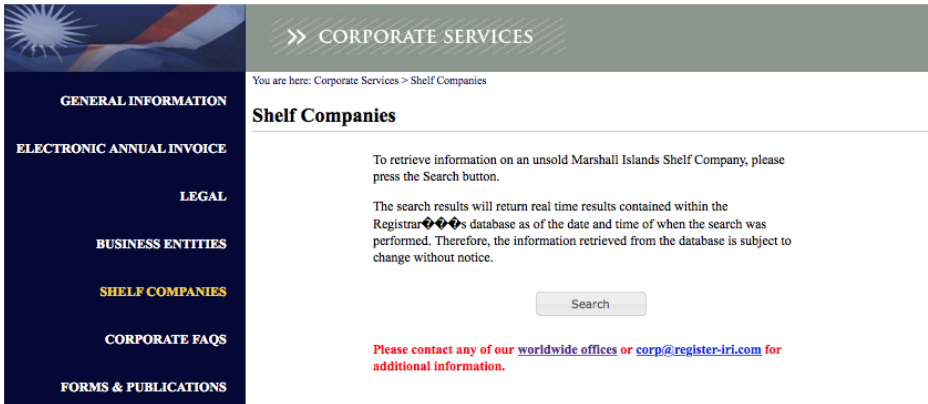 >> CORPORATE SERVICES
You are here: Corporate Services > Shelf Companies
GENERAL INFORMATION
ELECTRONIC ANNUAL INVOICE
LEGAL
BUSINESS ENTITIES
SHELF COMPANIES
CORPORATE FAQS
FORMS & PUBLICATIONS
Shelf Companies
To retrieve information on an unsold Marshall Islands Shelf Company, please
press the Search button.
The search results will return real time results contained within the
Registrar���s database as of the date and time of when the search was
performed. Therefore, the information retrieved from the database is subject to
change without notice.
Search
Please contact any of our worldwide offices or corp@register-iri.com for
additional information.